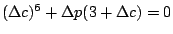 (Δc)⁶ + Δp(3 + Δc) = 0